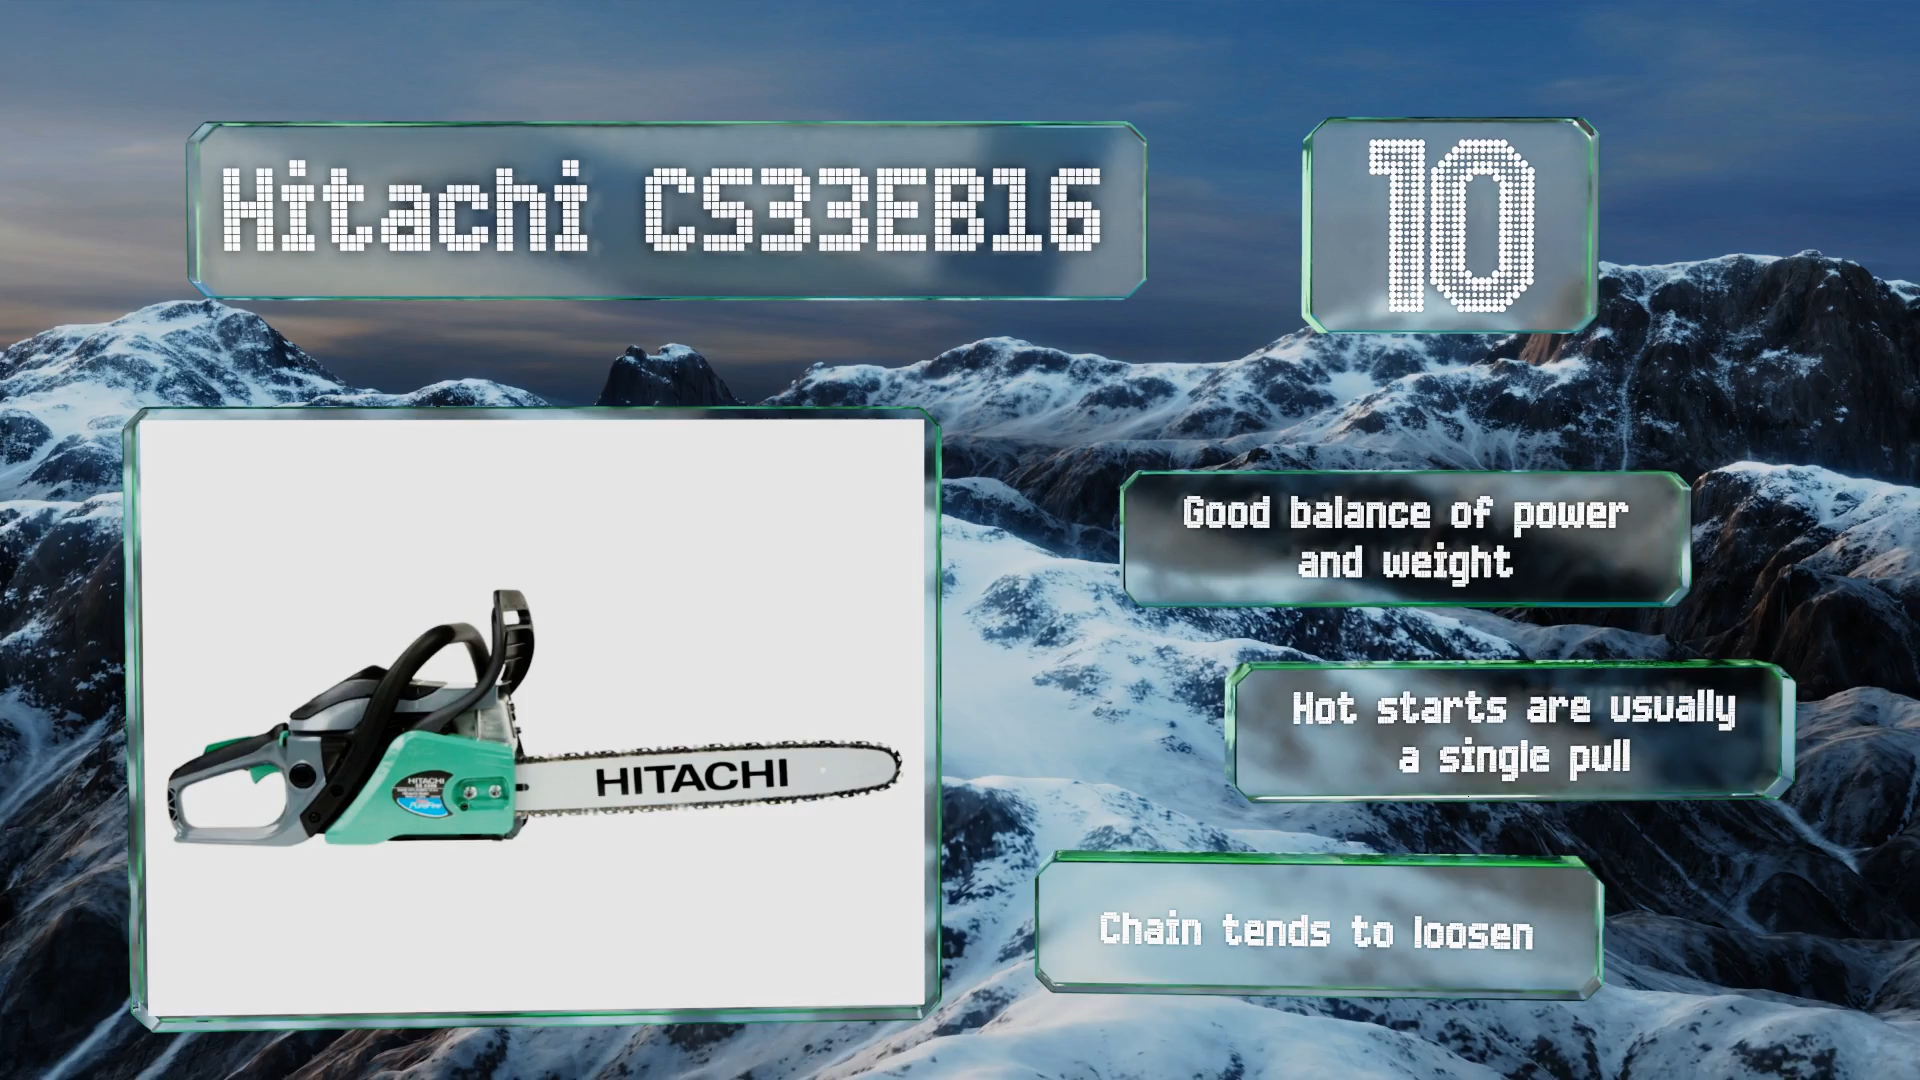 Hitachi CS33EB16
10
Good balance of power
and weight
Hot starts are usually
a single pull
HITACHI
HITACHI
PureFire
Chain tends to loosen